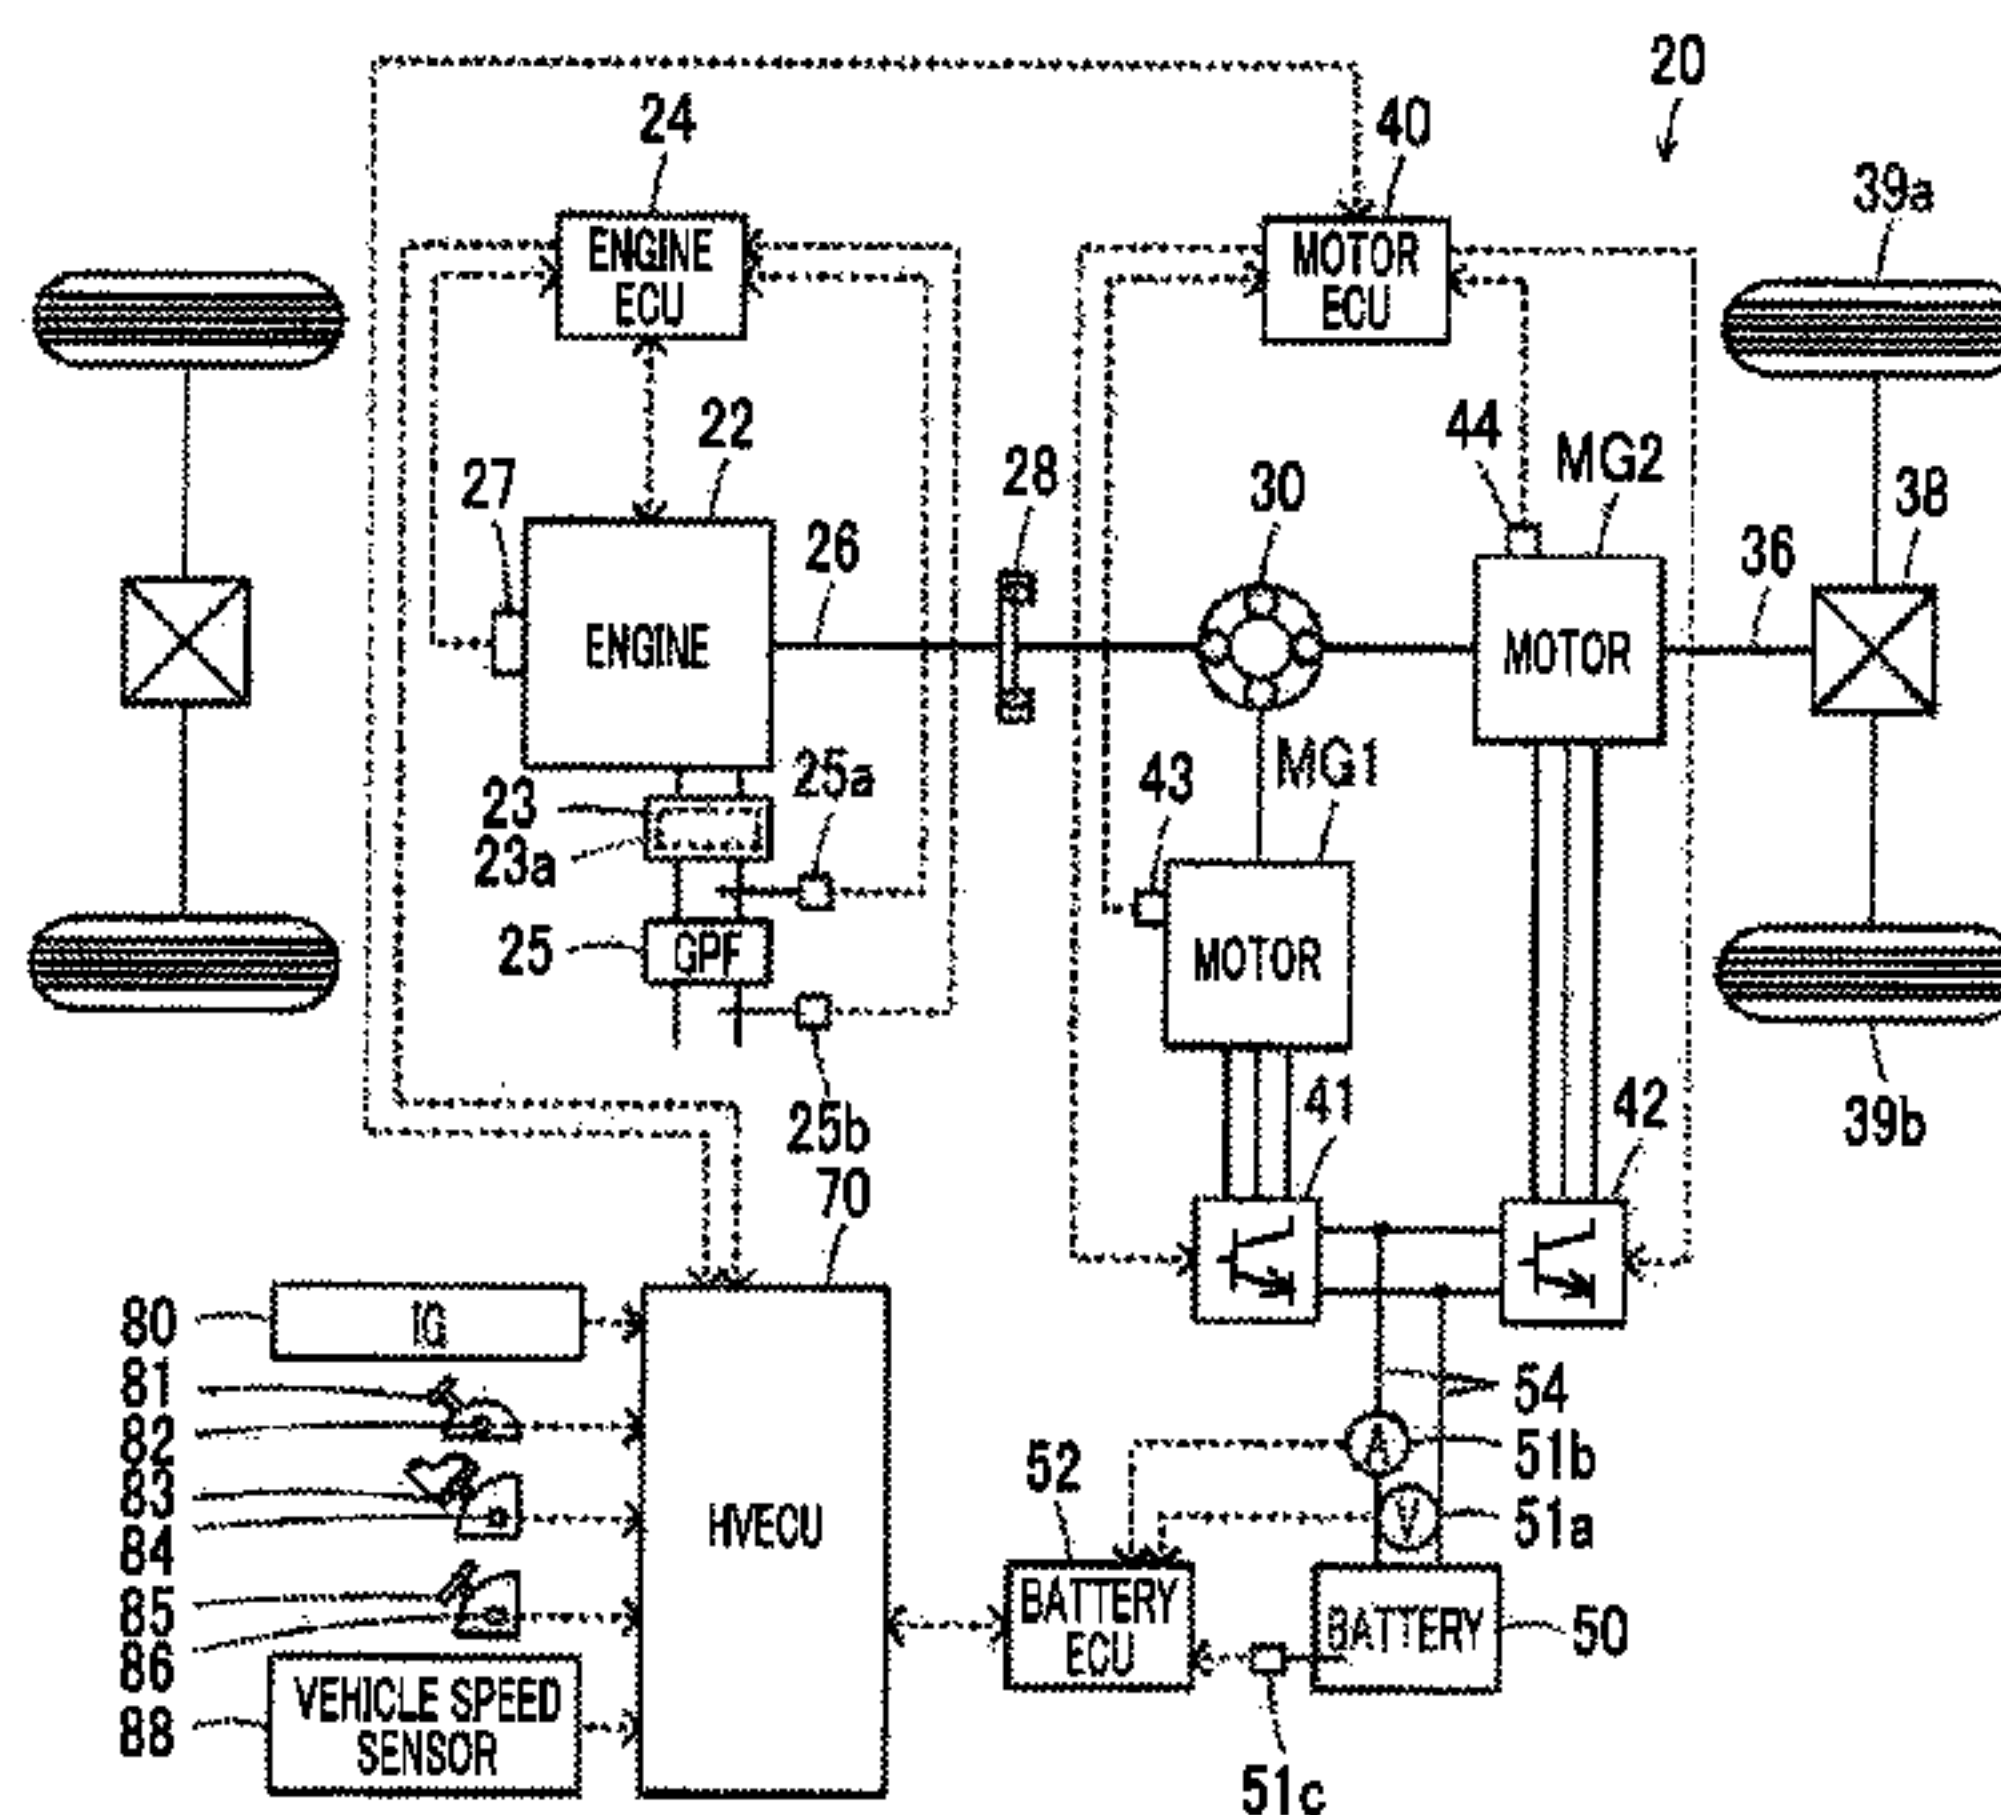 20
24
40
39a
ENGINE
ECU
MOTOR
ECU
22
44
MG2
27
28
30
38
26
36
ENGINE
MOTOR
25a
MG1
23
43
23a
25
GPF
MOTOR
25b
41
42
39b
70
80
IG
81
54
82
52
51b
83
HVECU
51a
84
BATTERY
ECU
BATTERY
50
85
86
VEHICLE SPEED
SENSOR
88
51c
A
V